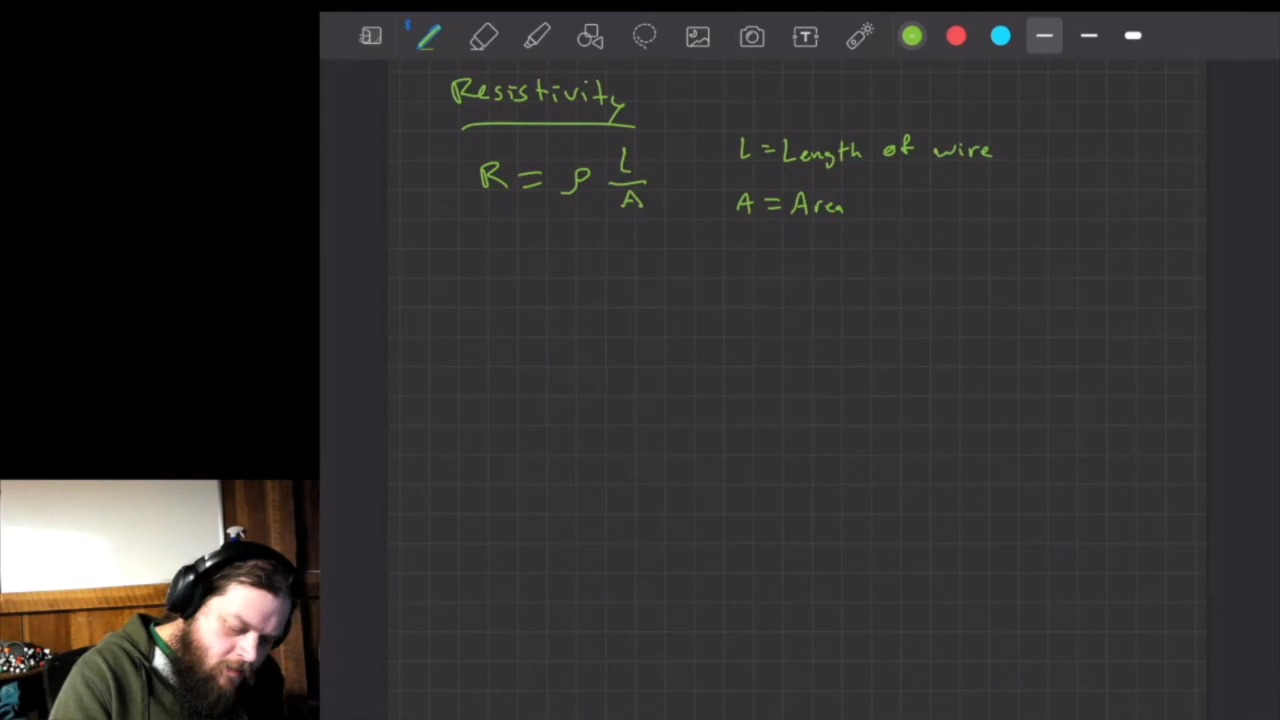 Resistivity
R = ρ L/A
L = Length of wire
A = Area